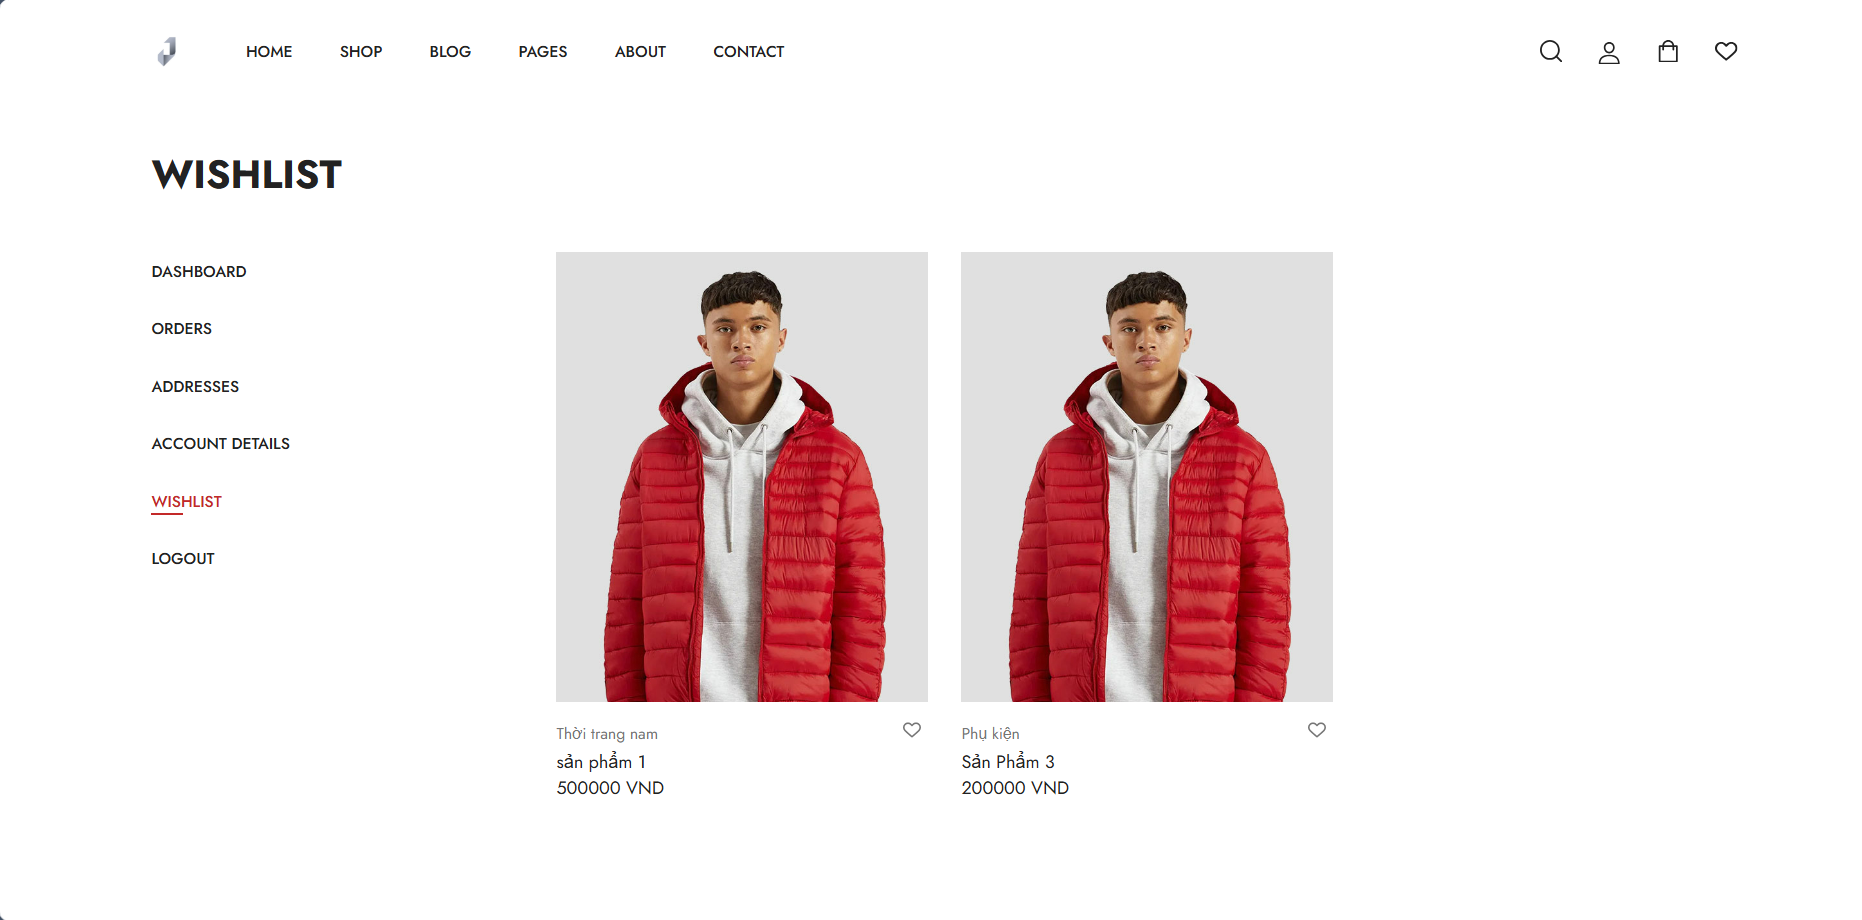 HOME SHOP BLOG PAGES ABOUT CONTACT
WISHLIST
DASHBOARD
ORDERS
ADDRESSES
ACCOUNT DETAILS
WISHLIST
LOGOUT
Thời trang nam
sản phẩm 1
500000 VND
Phụ kiện
Sản Phẩm 3
200000 VND